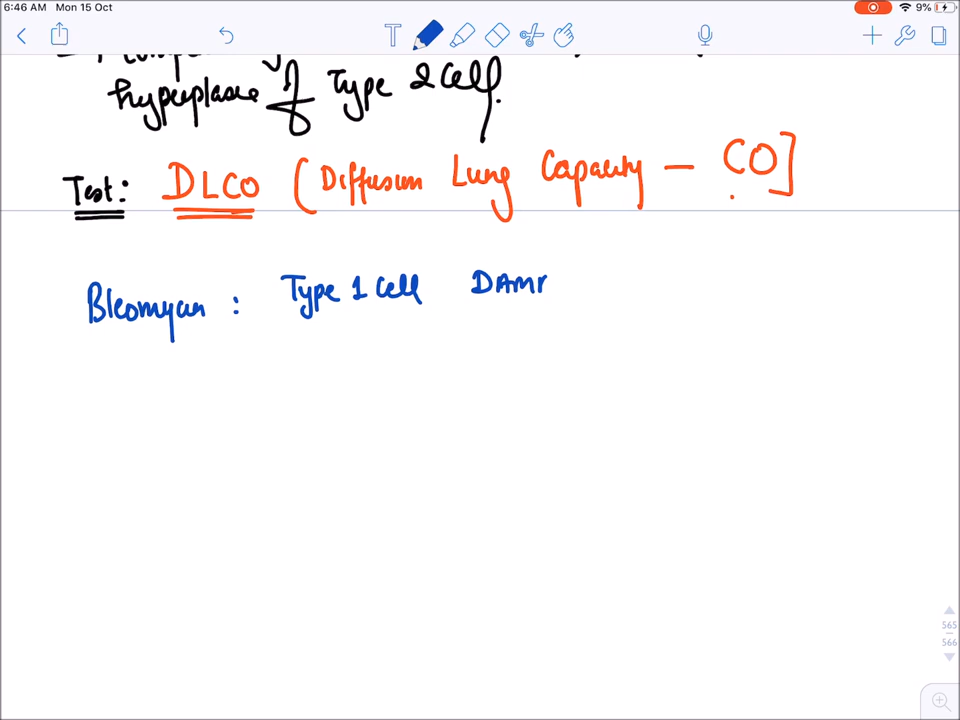 6:46 AM Mon 15 Oct 9%
T
hyperplasia of Type 2 Cell.
Test: DLCO (Diffusion Lung Capacity — CO]
Bleomycin : Type 1 Cell DAM
565
566